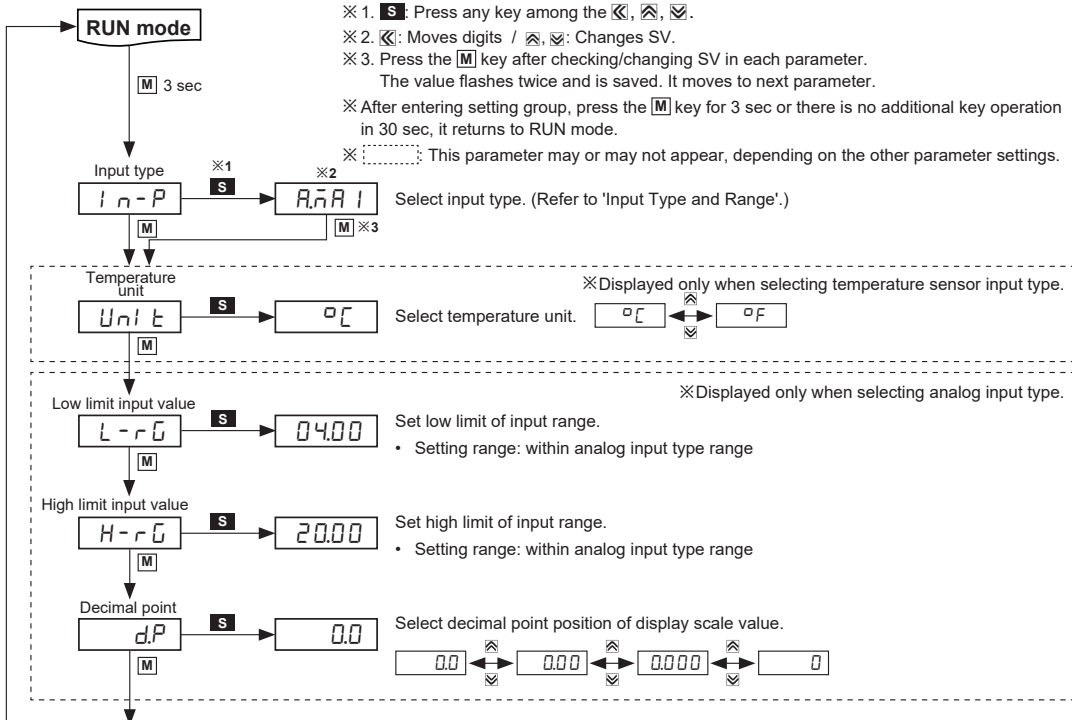 RUN mode
※1. S: Press any key among the «, ︽, ︾.
※2. «: Moves digits / ︽, ︾: Changes SV.
※3. Press the M key after checking/changing SV in each parameter.
The value flashes twice and is saved. It moves to next parameter.
M 3 sec
※After entering setting group, press the M key for 3 sec or there is no additional key operation
in 30 sec, it returns to RUN mode.
※ : This parameter may or may not appear, depending on the other parameter settings.
Input type ※1 ※2
In-P S A.mA1 Select input type. (Refer to 'Input Type and Range'.)
M M ※3
Temperature
unit
※Displayed only when selecting temperature sensor input type.
UnIt S °C Select temperature unit. °C ︽ ︾ °F
M
※Displayed only when selecting analog input type.
Low limit input value
L-rG S 04.00 Set low limit of input range.
• Setting range: within analog input type range
M
High limit input value
H-rG S 20.00 Set high limit of input range.
• Setting range: within analog input type range
M
Decimal point
d.P S 0.0 Select decimal point position of display scale value.
0.0 ︽ ︾ 0.00 ︽ ︾ 0.000 ︽ ︾ 0
M